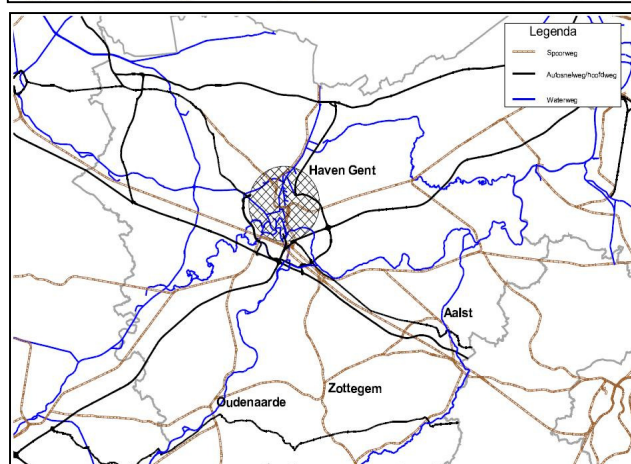 Legenda
Spoorweg
Autosnelweg/hoofdweg
Waterweg
Haven Gent
Aalst
Zottegem
Oudenaarde